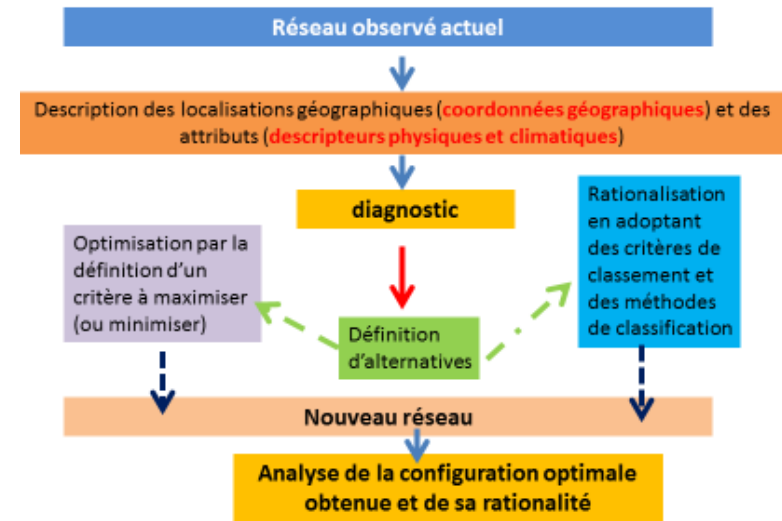 Réseau observé actuel
Description des localisations géographiques (coordonnées géographiques) et des
attributs (descripteurs physiques et climatiques)
diagnostic
Optimisation par la
définition d'un
critère à maximiser
(ou minimiser)
Définition
d'alternatives
Rationalisation
en adoptant
des critères de
classement et
des méthodes
de classification
Nouveau réseau
Analyse de la configuration optimale
obtenue et de sa rationalité